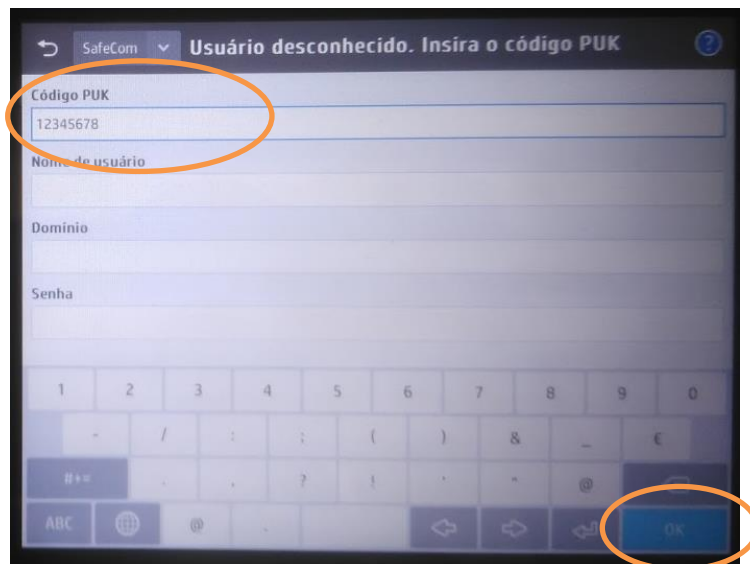 SafeCom
Usuário desconhecido. Insira o código PUK
?
Código PUK
12345678
Nome de usuário
Domínio
Senha
1 2 3 4 5 6 7 8 9 0
- / : ; ( ) & _ €
#+= . , ? ! ' " @
ABC @ .
OK